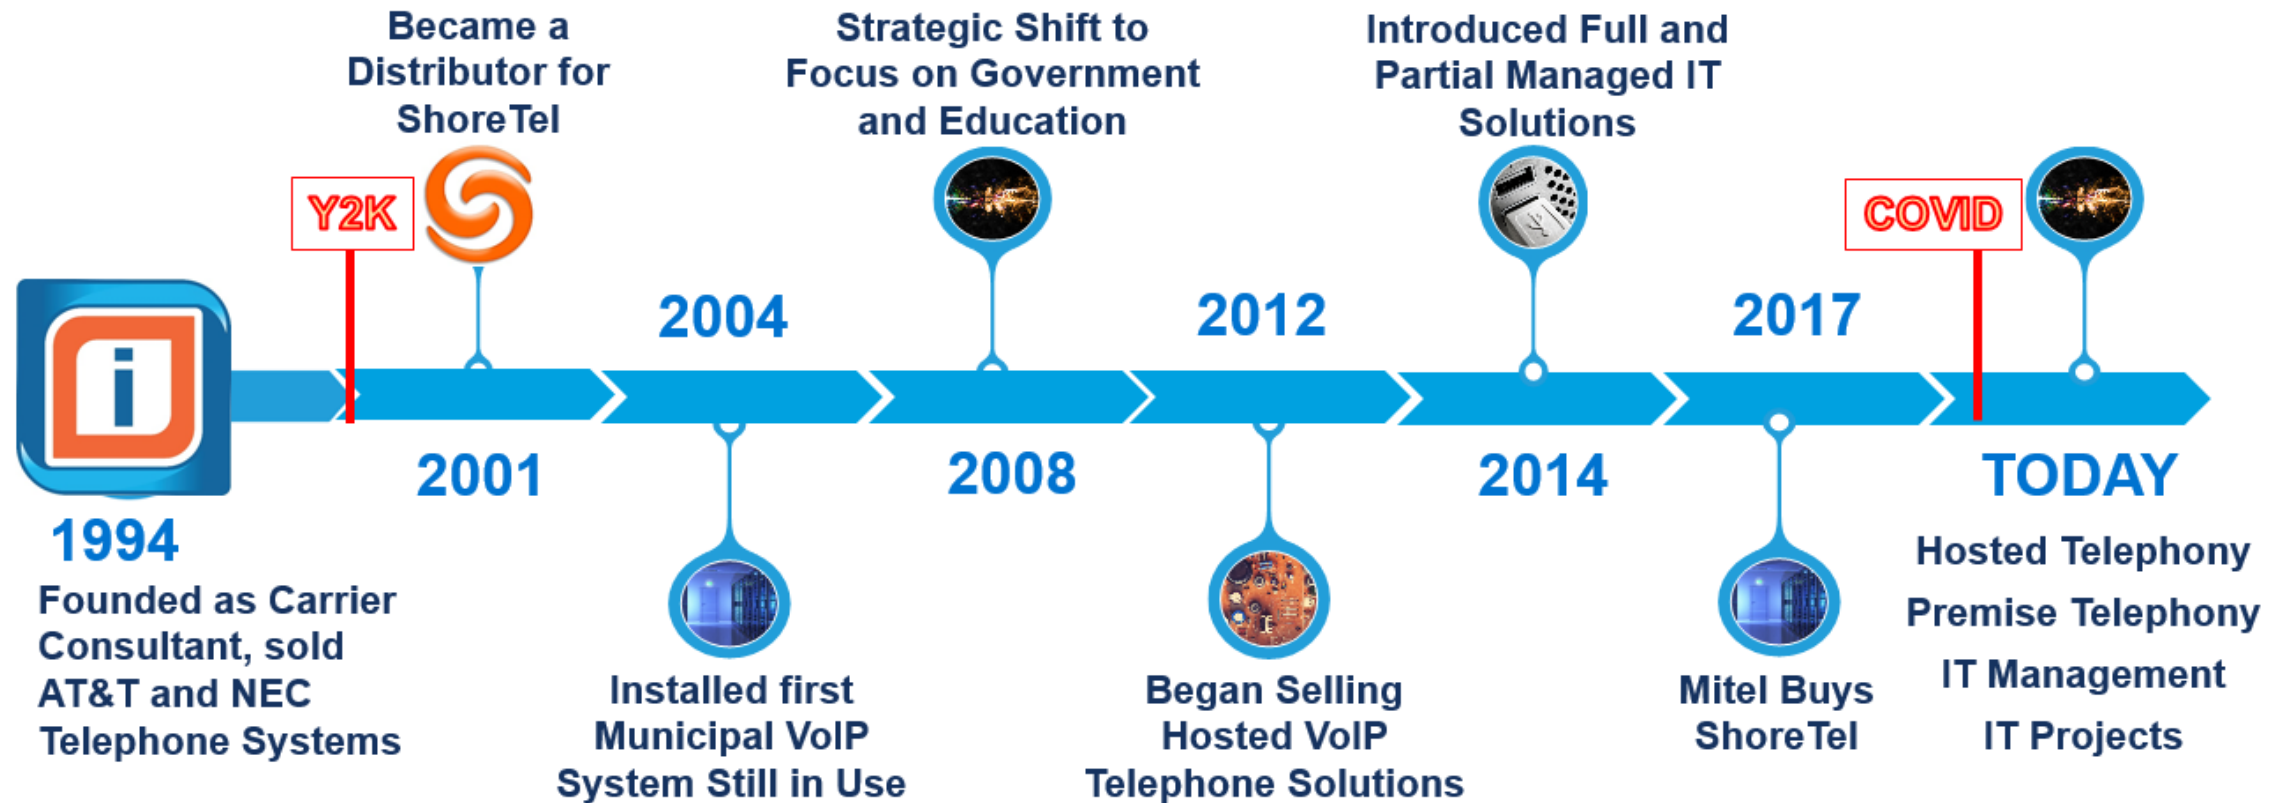 Became a
Distributor for
ShoreTel
Strategic Shift to
Focus on Government
and Education
Introduced Full and
Partial Managed IT
Solutions
Y2K
COVID
2004
2012
2017
i
2001
2008
2014
TODAY
1994
Founded as Carrier
Consultant, sold
AT&T and NEC
Telephone Systems
Installed first
Municipal VoIP
System Still in Use
Began Selling
Hosted VoIP
Telephone Solutions
Mitel Buys
ShoreTel
Hosted Telephony
Premise Telephony
IT Management
IT Projects